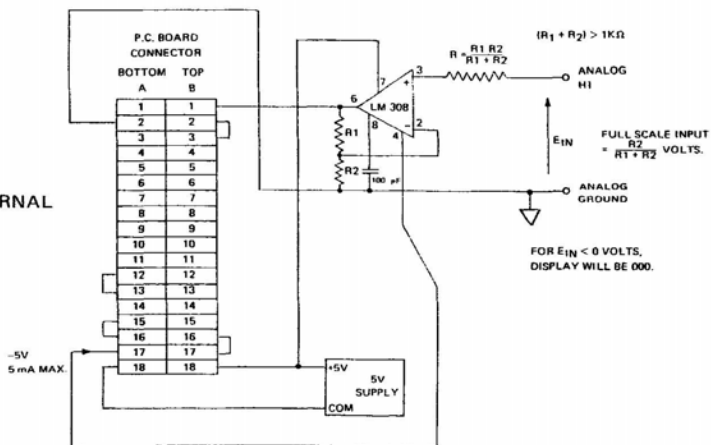 P.C. BOARD
CONNECTOR
BOTTOM TOP
A B
1 1
2 2
3 3
4 4
5 5
6 6
7 7
8 8
9 9
10 10
11 11
12 12
13 13
14 14
15 15
16 16
17 17
18 18
RNAL
-5V
5 mA MAX.
+5V
5V
SUPPLY
COM
7
6
LM 308
3
+
-
2
8
4
R1
R2
100 pF
R = R1 R2 / R1 + R2
(R1 + R2) > 1KΩ
ANALOG
HI
EIN
FULL SCALE INPUT
= R2 / R1 + R2 VOLTS.
ANALOG
GROUND
FOR EIN < 0 VOLTS,
DISPLAY WILL BE 000.